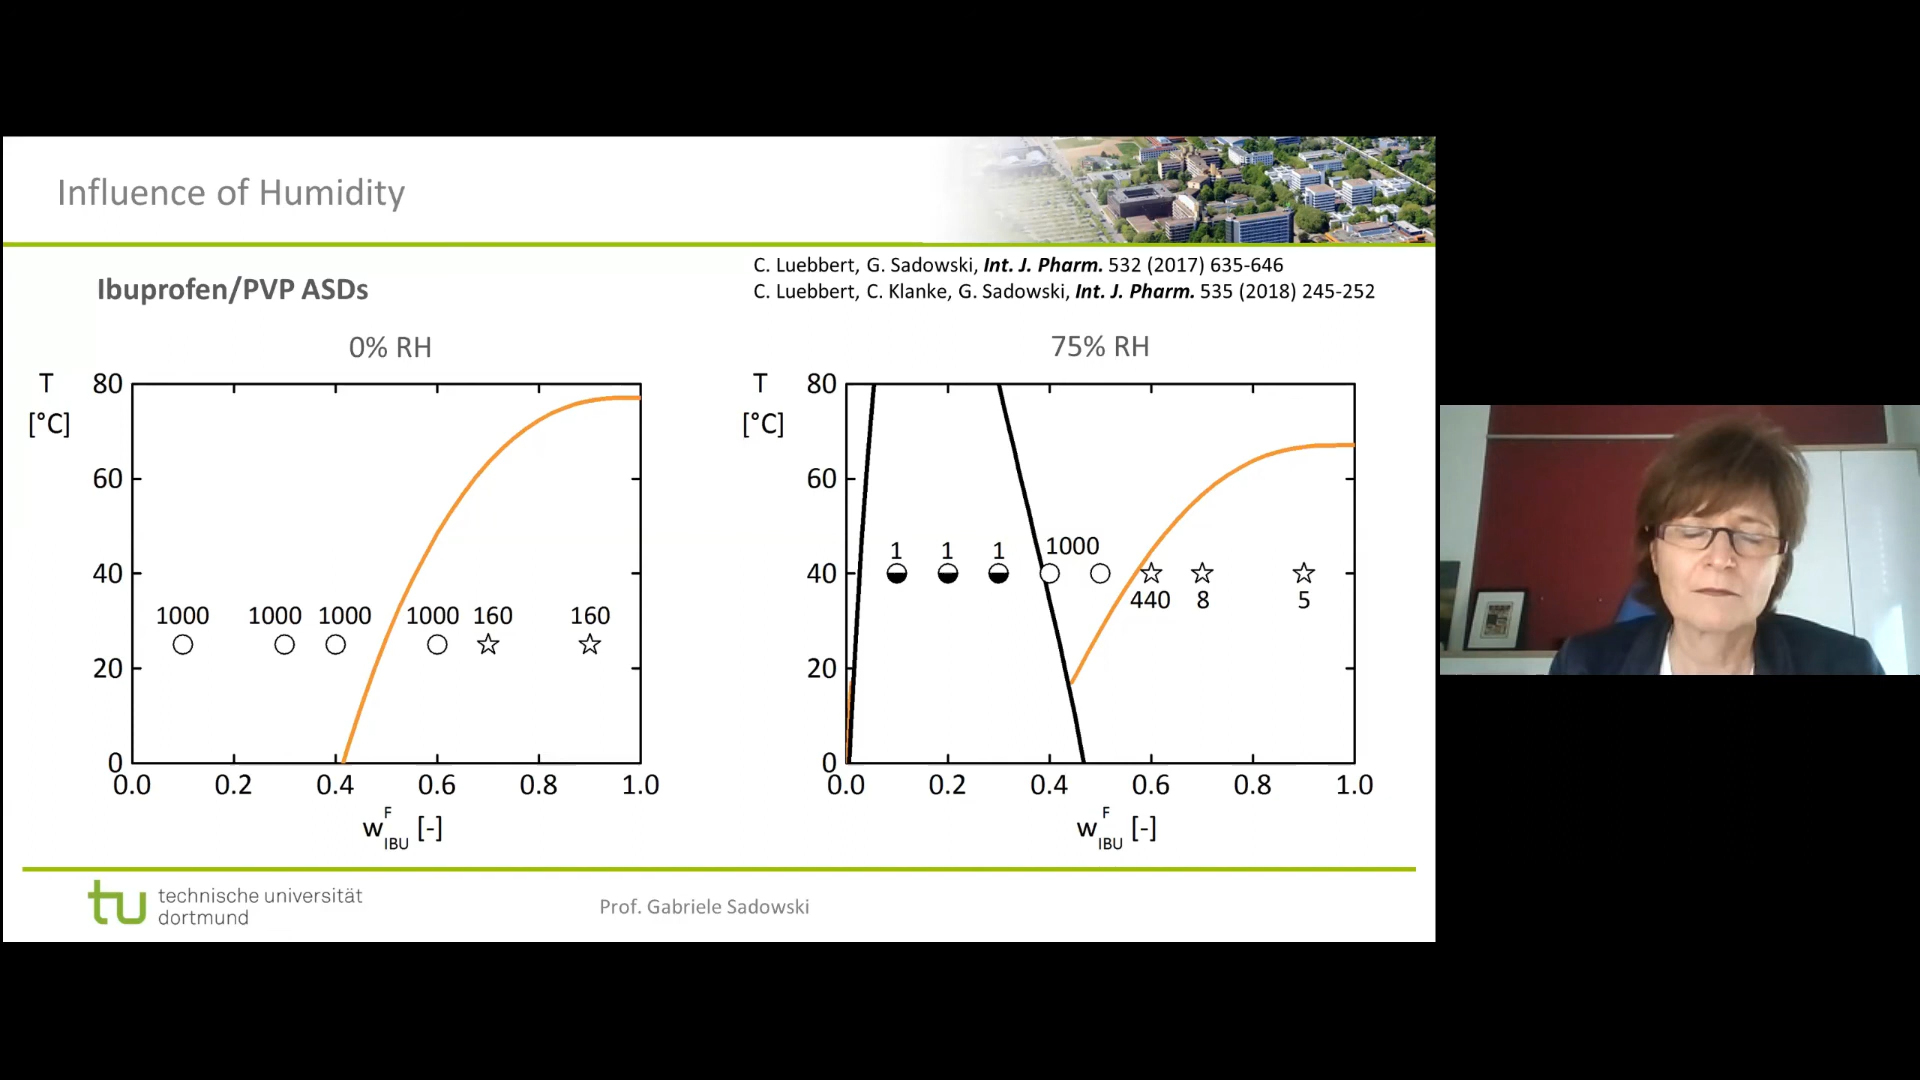 Influence of Humidity
Ibuprofen/PVP ASDs
C. Luebbert, G. Sadowski, Int. J. Pharm. 532 (2017) 635-646
C. Luebbert, C. Klanke, G. Sadowski, Int. J. Pharm. 535 (2018) 245-252
0% RH
T
[°C]
80
60
40
20
0
1000 1000 1000 1000 160 160
0.0 0.2 0.4 0.6 0.8 1.0
w F IBU [-]
75% RH
T
[°C]
80
60
40
20
0
1 1 1 1000
440 8 5
0.0 0.2 0.4 0.6 0.8 1.0
w F IBU [-]
tu technische universität
dortmund
Prof. Gabriele Sadowski